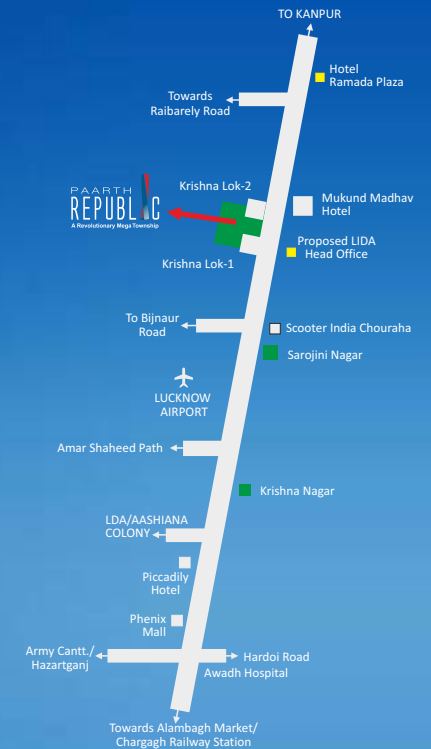 TO KANPUR
Hotel
Ramada Plaza
Towards
Raibarely Road
Krishna Lok-2
PAARTH
REPUBLIC
A Revolutionary Mega Township
Mukund Madhav
Hotel
Proposed LIDA
Head Office
Krishna Lok-1
To Bijnaur
Road
Scooter India Chouraha
Sarojini Nagar
LUCKNOW
AIRPORT
Amar Shaheed Path
Krishna Nagar
LDA/AASHIANA
COLONY
Piccadily
Hotel
Phenix
Mall
Army Cantt./
Hazartganj
Hardoi Road
Awadh Hospital
Towards Alambagh Market/
Chargagh Railway Station